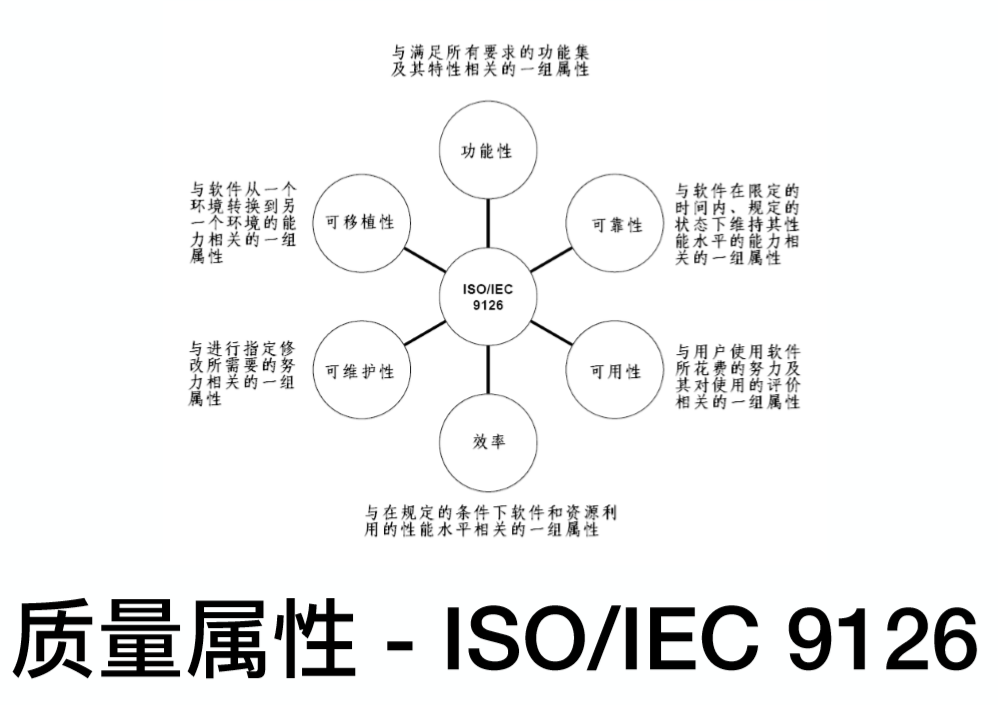 与满足所有要求的功能集
及其特性相关的一组属性
功能性
与软件从一个
环境转换到另
一个环境的能
力相关的一组
属性
可移植性
可靠性
与软件在限定的
时间内、规定的
状态下维持其性
能水平的能力相
关的一组属性
ISO/IEC
9126
与进行指定修
改所需要的努
力相关的一组
属性
可维护性
可用性
与用户使用软件
所花费的努力及
其对使用的评价
相关的一组属性
效率
与在规定的条件下软件和资源利
用的性能水平相关的一组属性
质量属性 - ISO/IEC 9126